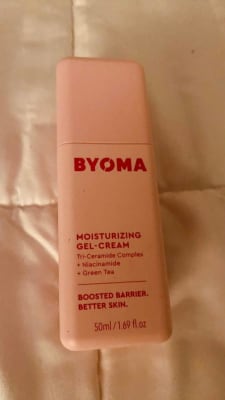 BYOMA
MOISTURIZING
GEL-CREAM
Tri-Ceramide Complex
+ Niacinamide
+ Green Tea
BOOSTED BARRIER.
BETTER SKIN.
50ml/1.69 fl oz